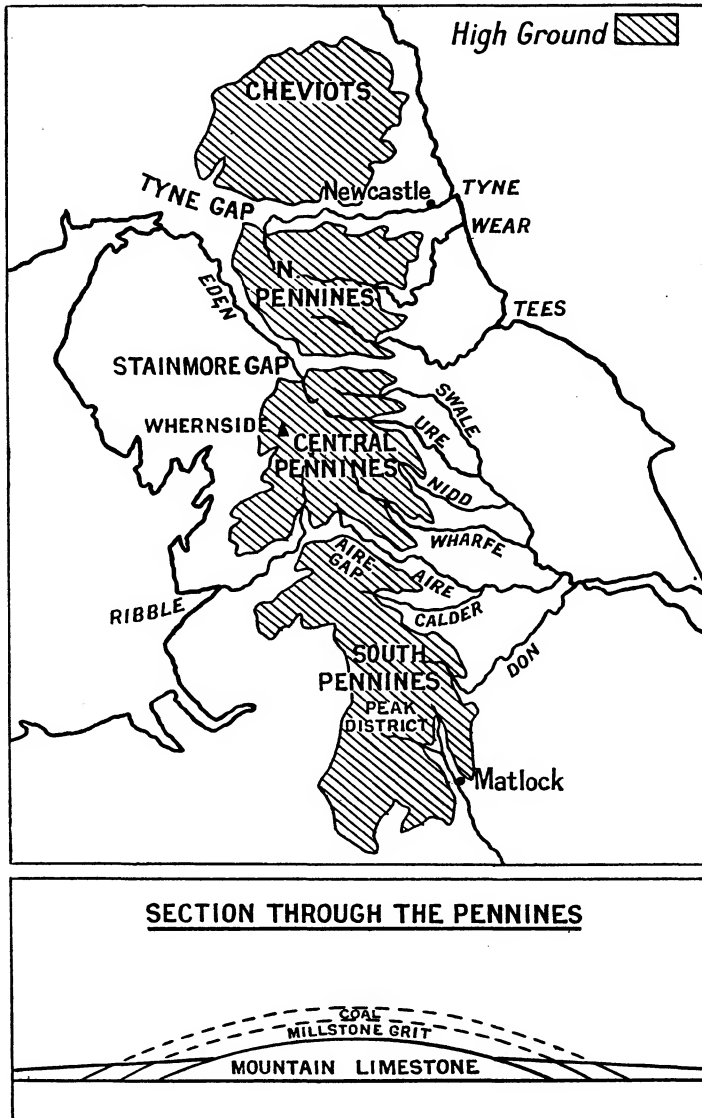 High Ground
CHEVIOTS
TYNE GAP
Newcastle
TYNE
WEAR
N.
PENNINES
EDEN
TEES
STAINMORE GAP
SWALE
WHERNSIDE
URE
CENTRAL
PENNINES
NIDD
WHARFE
AIRE
GAP
AIRE
RIBBLE
CALDER
DON
SOUTH
PENNINES
PEAK
DISTRICT
Matlock
SECTION THROUGH THE PENNINES
COAL
MILLSTONE GRIT
MOUNTAIN LIMESTONE